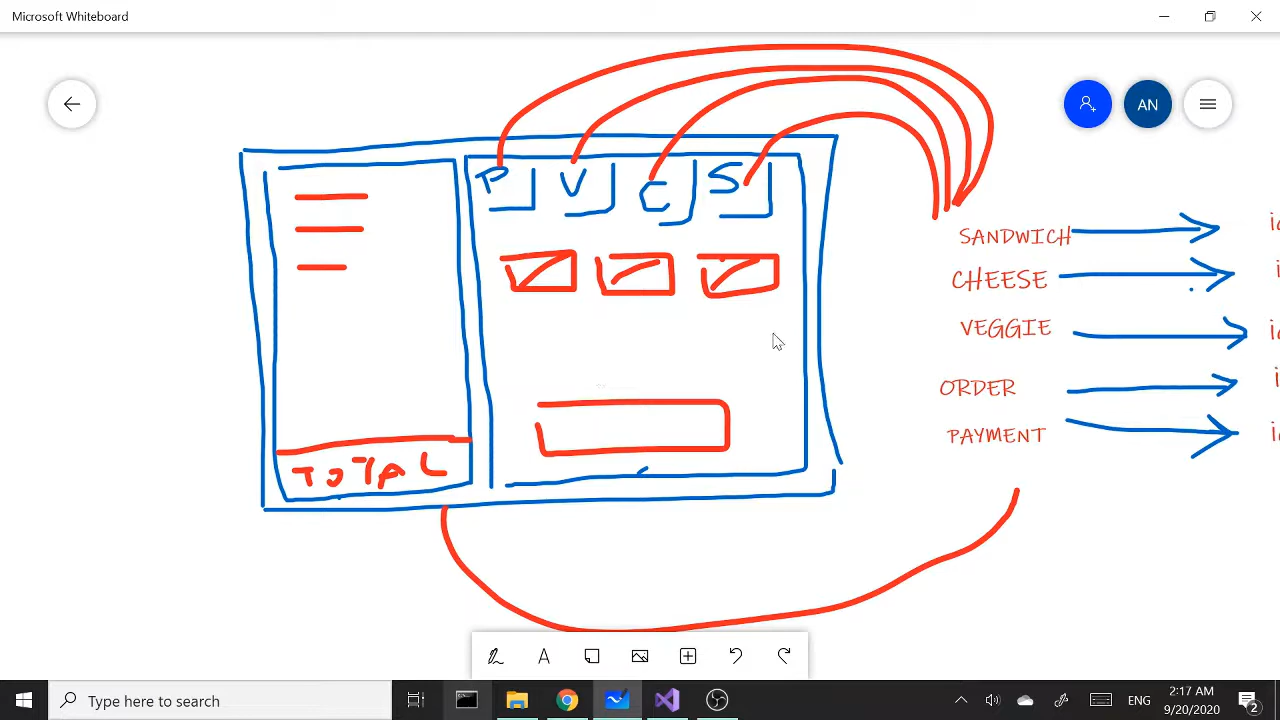 Microsoft Whiteboard
AN
P V C S
SANDWICH
CHEESE
VEGGIE
ORDER
PAYMENT
TOTAL
Type here to search
ENG
2:17 AM
9/20/2020
2